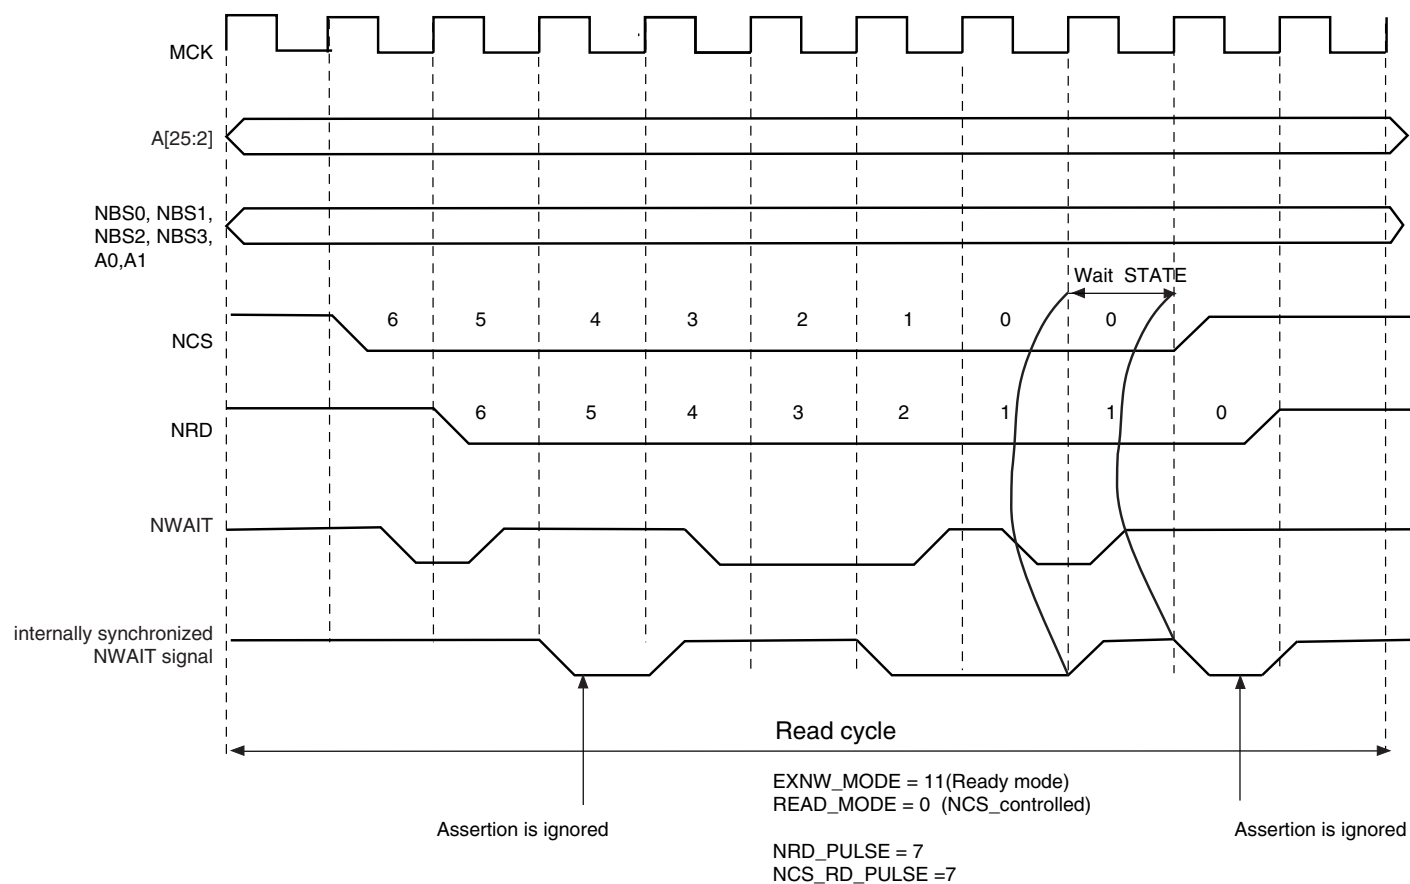 MCK
A[25:2]
NBS0, NBS1,
NBS2, NBS3,
A0,A1
Wait STATE
NCS
6 5 4 3 2 1 0 0
NRD
6 5 4 3 2 1 1 0
NWAIT
internally synchronized
NWAIT signal
Read cycle
EXNW_MODE = 11(Ready mode)
READ_MODE = 0 (NCS_controlled)
Assertion is ignored
Assertion is ignored
NRD_PULSE = 7
NCS_RD_PULSE =7